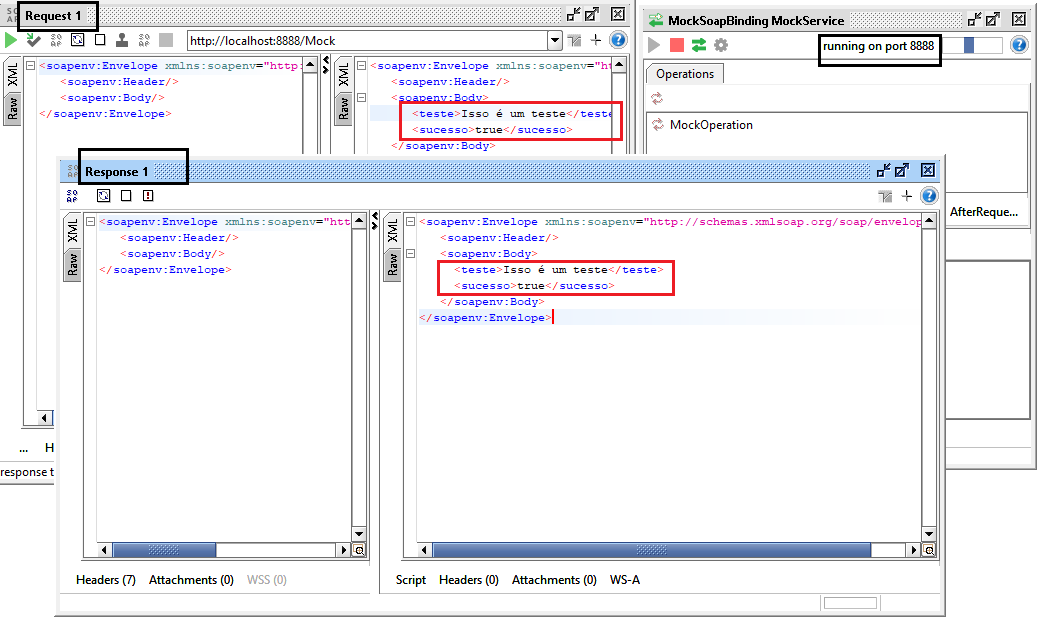 Request 1
http://localhost:8888/Mock
XML
Raw
<soapenv:Envelope xmlns:soapenv="http:
<soapenv:Header/>
<soapenv:Body/>
</soapenv:Envelope>
XML
Raw
<soapenv:Envelope xmlns:soapenv="ht
<soapenv:Header/>
<soapenv:Body>
<teste>Isso é um teste</teste
<sucesso>true</sucesso>
</soapenv:Body>
... H
response t
MockSoapBinding MockService
running on port 8888
Operations
MockOperation
AfterReque...
Response 1
XML
Raw
<soapenv:Envelope xmlns:soapenv="htt
<soapenv:Header/>
<soapenv:Body/>
</soapenv:Envelope>
Headers (7) Attachments (0) WSS (0)
XML
Raw
<soapenv:Envelope xmlns:soapenv="http://schemas.xmlsoap.org/soap/envelop
<soapenv:Header/>
<soapenv:Body>
<teste>Isso é um teste</teste>
<sucesso>true</sucesso>
</soapenv:Body>
</soapenv:Envelope>
Script Headers (0) Attachments (0) WS-A